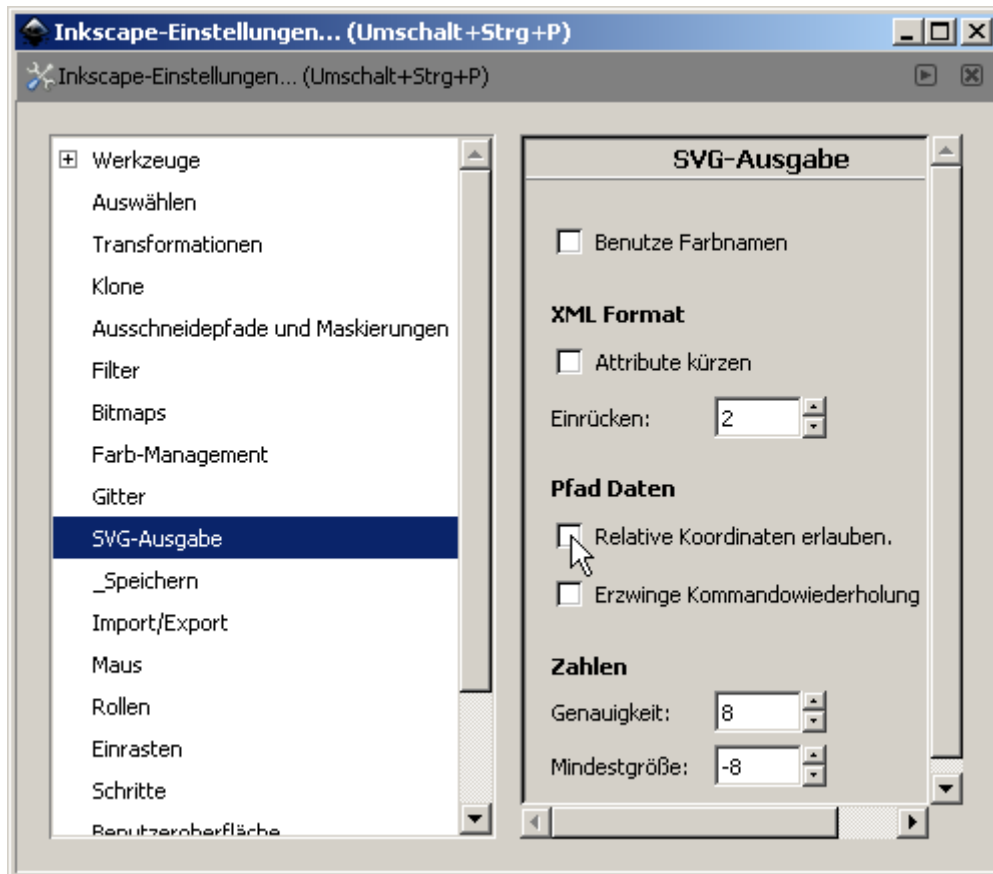 Inkscape-Einstellungen... (Umschalt+Strg+P)
Inkscape-Einstellungen... (Umschalt+Strg+P)
Werkzeuge
Auswählen
Transformationen
Klone
Ausschneidepfade und Maskierungen
Filter
Bitmaps
Farb-Management
Gitter
SVG-Ausgabe
_Speichern
Import/Export
Maus
Rollen
Einrasten
Schritte
Benutzeroberfläche
SVG-Ausgabe
Benutze Farbnamen
XML Format
Attribute kürzen
Einrücken: 2
Pfad Daten
Relative Koordinaten erlauben.
Erzwinge Kommandowiederholung
Zahlen
Genauigkeit: 8
Mindestgröße: -8